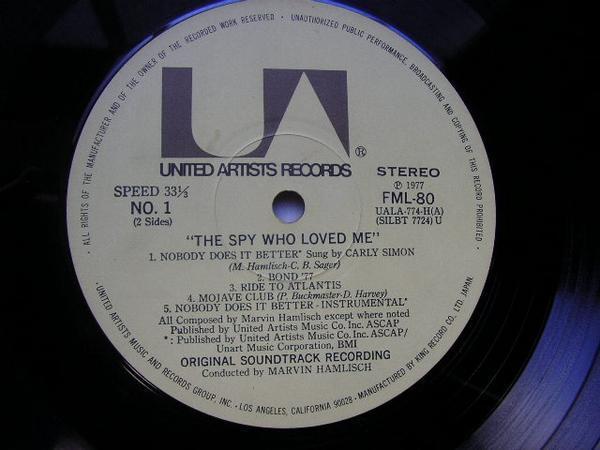 · ALL RIGHTS OF THE MANUFACTURER AND OF THE OWNER OF THE RECORDED WORK RESERVED · UNAUTHORIZED PUBLIC PERFORMANCE, BROADCASTING AND COPYING OF THIS RECORD PROHIBITED ·
UA
®
UNITED ARTISTS RECORDS
SPEED 33⅓
NO. 1
(2 Sides)
STEREO
℗ 1977
FML-80
UALA-774-H(A)
(SILBT 7724) U
"THE SPY WHO LOVED ME"
1. NOBODY DOES IT BETTER* Sung by CARLY SIMON
(M. Hamlisch-C. B. Sager)
2. BOND '77
3. RIDE TO ATLANTIS
4. MOJAVE CLUB (P. Buckmaster-D. Harvey)
5. NOBODY DOES IT BETTER-INSTRUMENTAL*
All Composed by Marvin Hamlisch except where noted
Published by United Artists Music Co. Inc. ASCAP
*: Published by United Artists Music Co. Inc. ASCAP/
Unart Music Corporation, BMI
ORIGINAL SOUNDTRACK RECORDING
Conducted by MARVIN HAMLISCH
UNITED ARTISTS MUSIC AND RECORDS GROUP, INC. · LOS ANGELES, CALIFORNIA 90028 · MANUFACTURED BY KING RECORD CO. LTD. JAPAN.